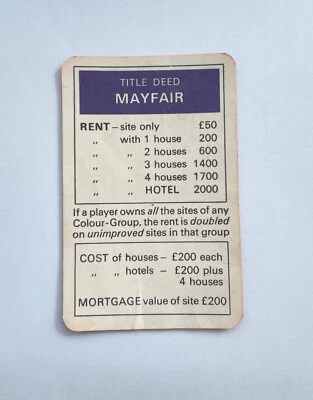 TITLE DEED
MAYFAIR
RENT – site only £50
„ with 1 house 200
„ „ 2 houses 600
„ „ 3 houses 1400
„ „ 4 houses 1700
„ „ HOTEL 2000
If a player owns all the sites of any
Colour-Group, the rent is doubled
on unimproved sites in that group
COST of houses – £200 each
„ „ hotels – £200 plus
4 houses
MORTGAGE value of site £200